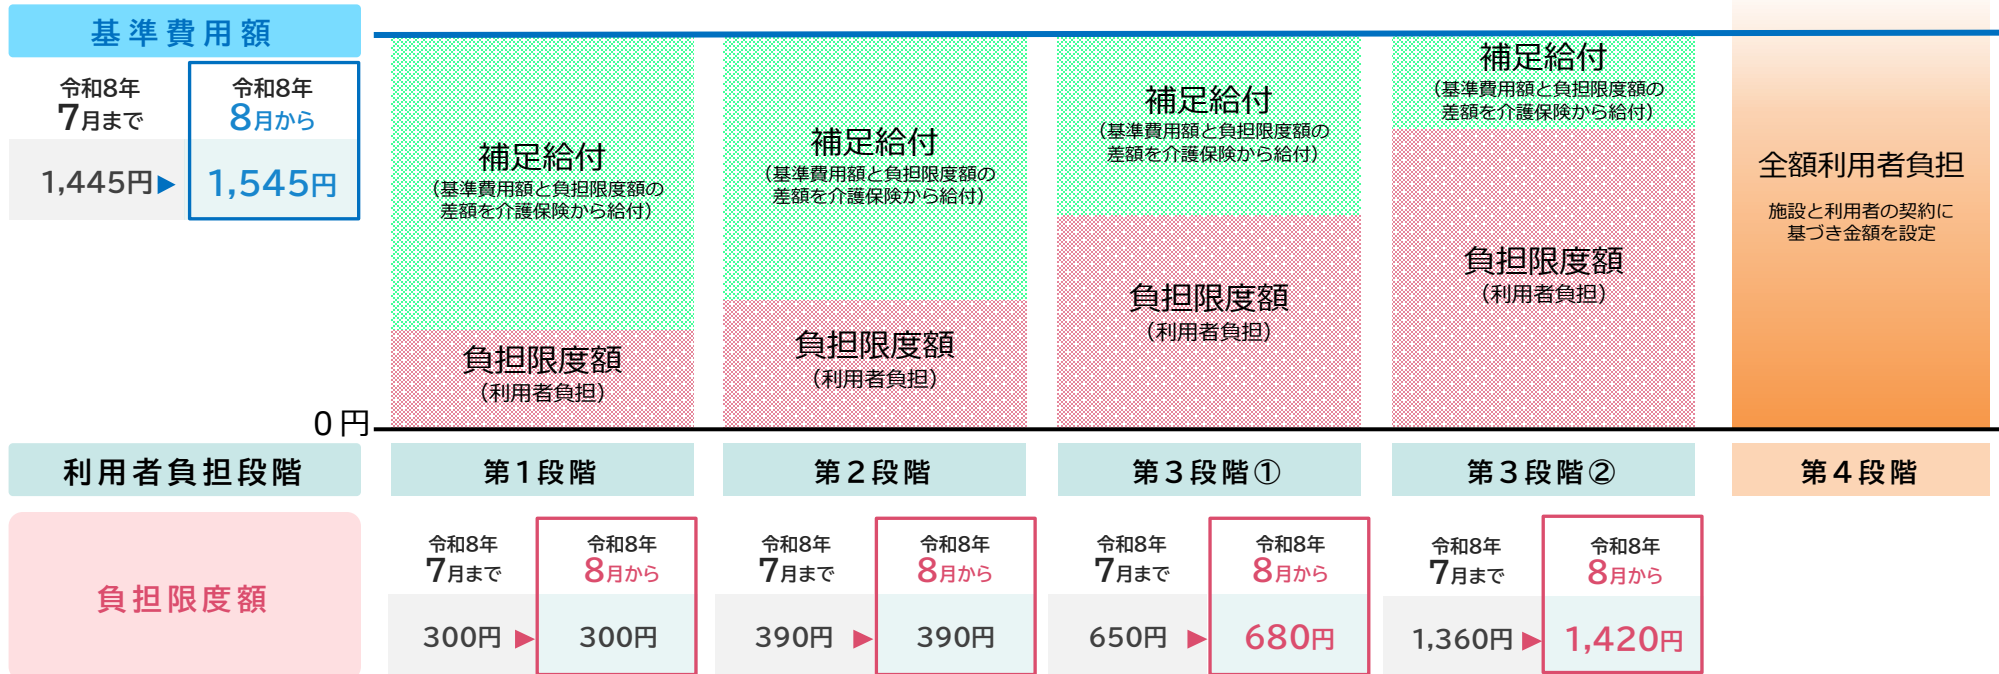 基準費用額
令和8年
7月まで
令和8年
8月から
1,445円▶
1,545円
補足給付
（基準費用額と負担限度額の
差額を介護保険から給付）
負担限度額
（利用者負担）
補足給付
（基準費用額と負担限度額の
差額を介護保険から給付）
負担限度額
（利用者負担）
補足給付
（基準費用額と負担限度額の
差額を介護保険から給付）
負担限度額
（利用者負担）
補足給付
（基準費用額と負担限度額の
差額を介護保険から給付）
負担限度額
（利用者負担）
全額利用者負担
施設と利用者の契約に
基づき金額を設定
0円
利用者負担段階
第1段階
第2段階
第3段階①
第3段階②
第4段階
負担限度額
令和8年
7月まで
令和8年
8月から
300円▶
300円
令和8年
7月まで
令和8年
8月から
390円▶
390円
令和8年
7月まで
令和8年
8月から
650円▶
680円
令和8年
7月まで
令和8年
8月から
1,360円▶
1,420円